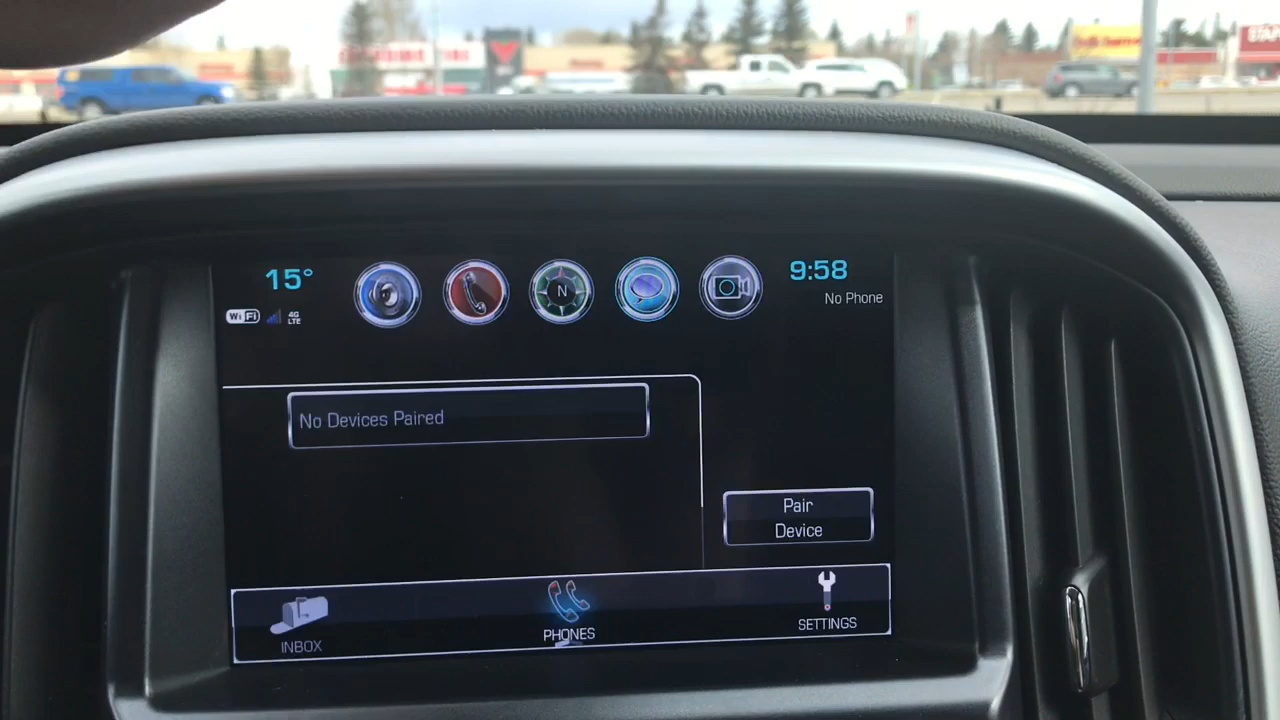 15°
WiFi
4G
LTE
N
9:58
No Phone
No Devices Paired
Pair
Device
INBOX
PHONES
SETTINGS